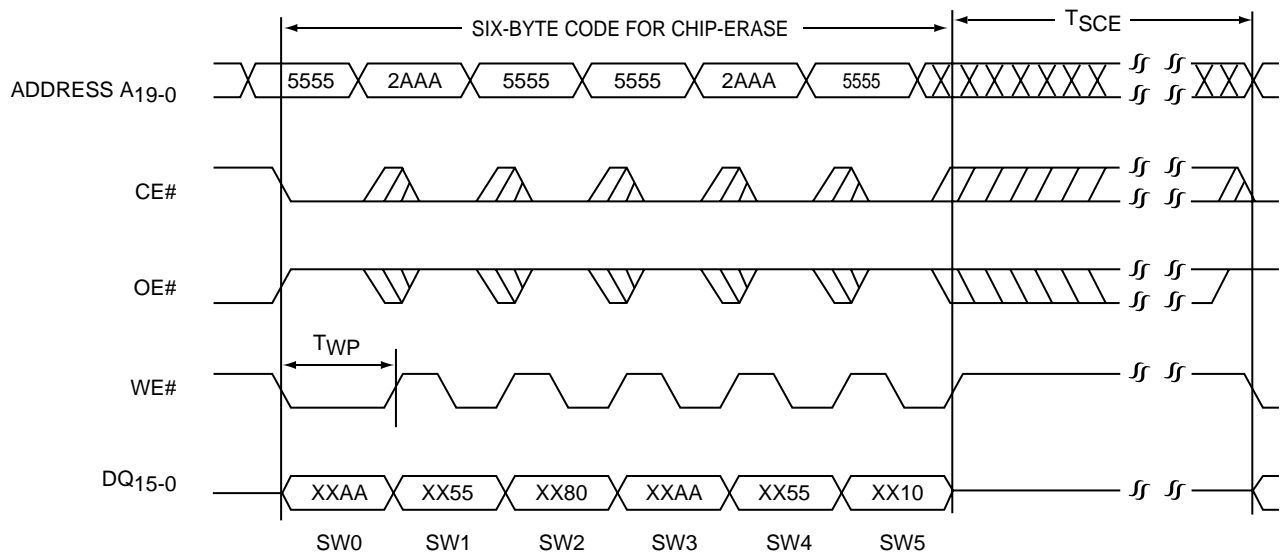 SIX-BYTE CODE FOR CHIP-ERASE TSCE
ADDRESS A19-0 5555 2AAA 5555 5555 2AAA 5555
CE#
OE#
TWP
WE#
DQ15-0 XXAA XX55 XX80 XXAA XX55 XX10
SW0 SW1 SW2 SW3 SW4 SW5